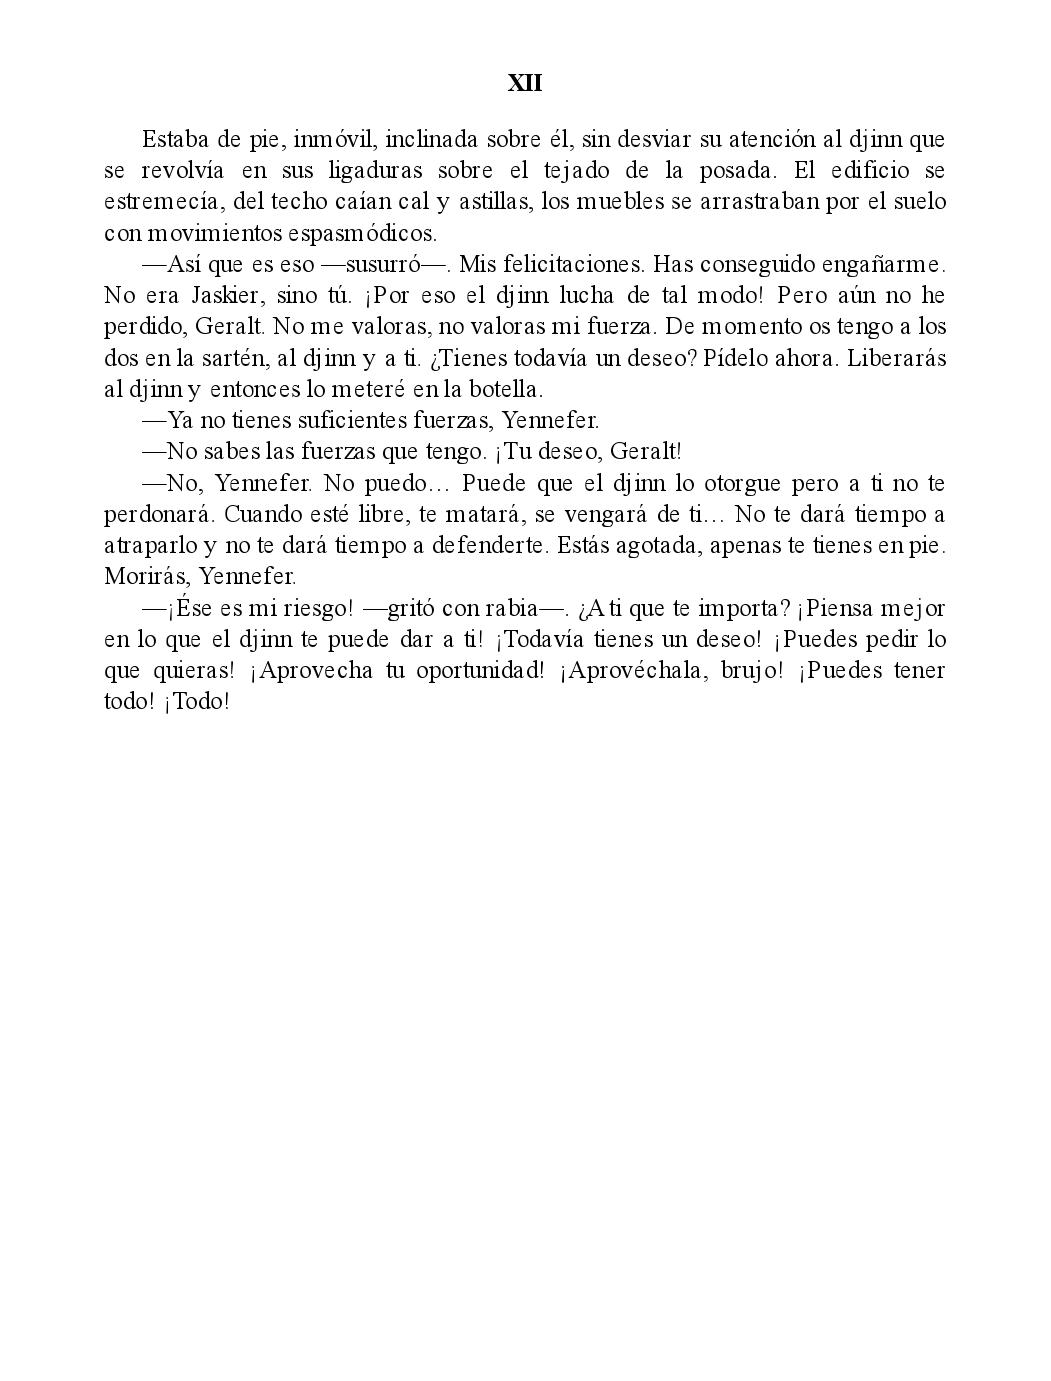 XII
Estaba de pie, inmóvil, inclinada sobre él, sin desviar su atención al djinn que
se revolvía en sus ligaduras sobre el tejado de la posada. El edificio se
estremecía, del techo caían cal y astillas, los muebles se arrastraban por el suelo
con movimientos espasmódicos.
—Así que es eso —susurró—. Mis felicitaciones. Has conseguido engañarme.
No era Jaskier, sino tú. ¡Por eso el djinn lucha de tal modo! Pero aún no he
perdido, Geralt. No me valoras, no valoras mi fuerza. De momento os tengo a los
dos en la sartén, al djinn y a ti. ¿Tienes todavía un deseo? Pídelo ahora. Liberarás
al djinn y entonces lo meteré en la botella.
—Ya no tienes suficientes fuerzas, Yennefer.
—No sabes las fuerzas que tengo. ¡Tu deseo, Geralt!
—No, Yennefer. No puedo… Puede que el djinn lo otorgue pero a ti no te
perdonará. Cuando esté libre, te matará, se vengará de ti… No te dará tiempo a
atraparlo y no te dará tiempo a defenderte. Estás agotada, apenas te tienes en pie.
Morirás, Yennefer.
—¡Ése es mi riesgo! —gritó con rabia—. ¿A ti que te importa? ¡Piensa mejor
en lo que el djinn te puede dar a ti! ¡Todavía tienes un deseo! ¡Puedes pedir lo
que quieras! ¡Aprovecha tu oportunidad! ¡Aprovéchala, brujo! ¡Puedes tener
todo! ¡Todo!